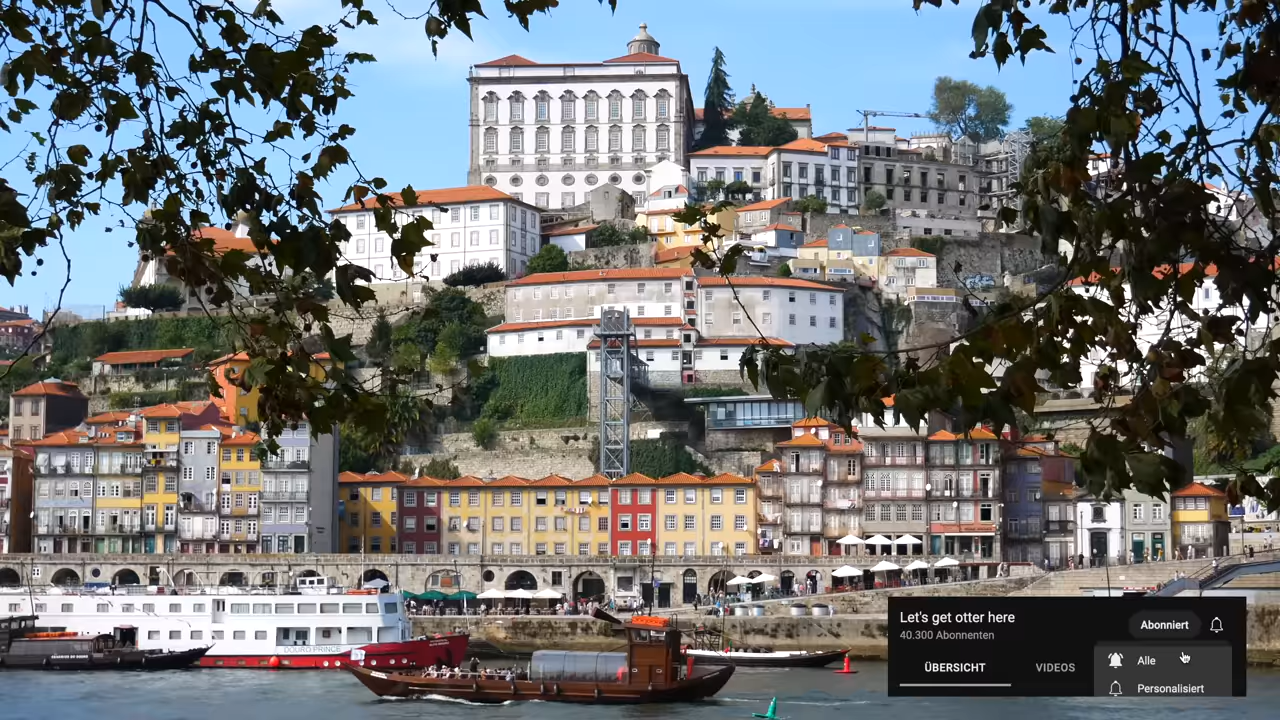 DOURO PRINCE
Let's get otter here
40.300 Abonnenten
Abonniert
ÜBERSICHT
VIDEOS
Alle
Personalisiert